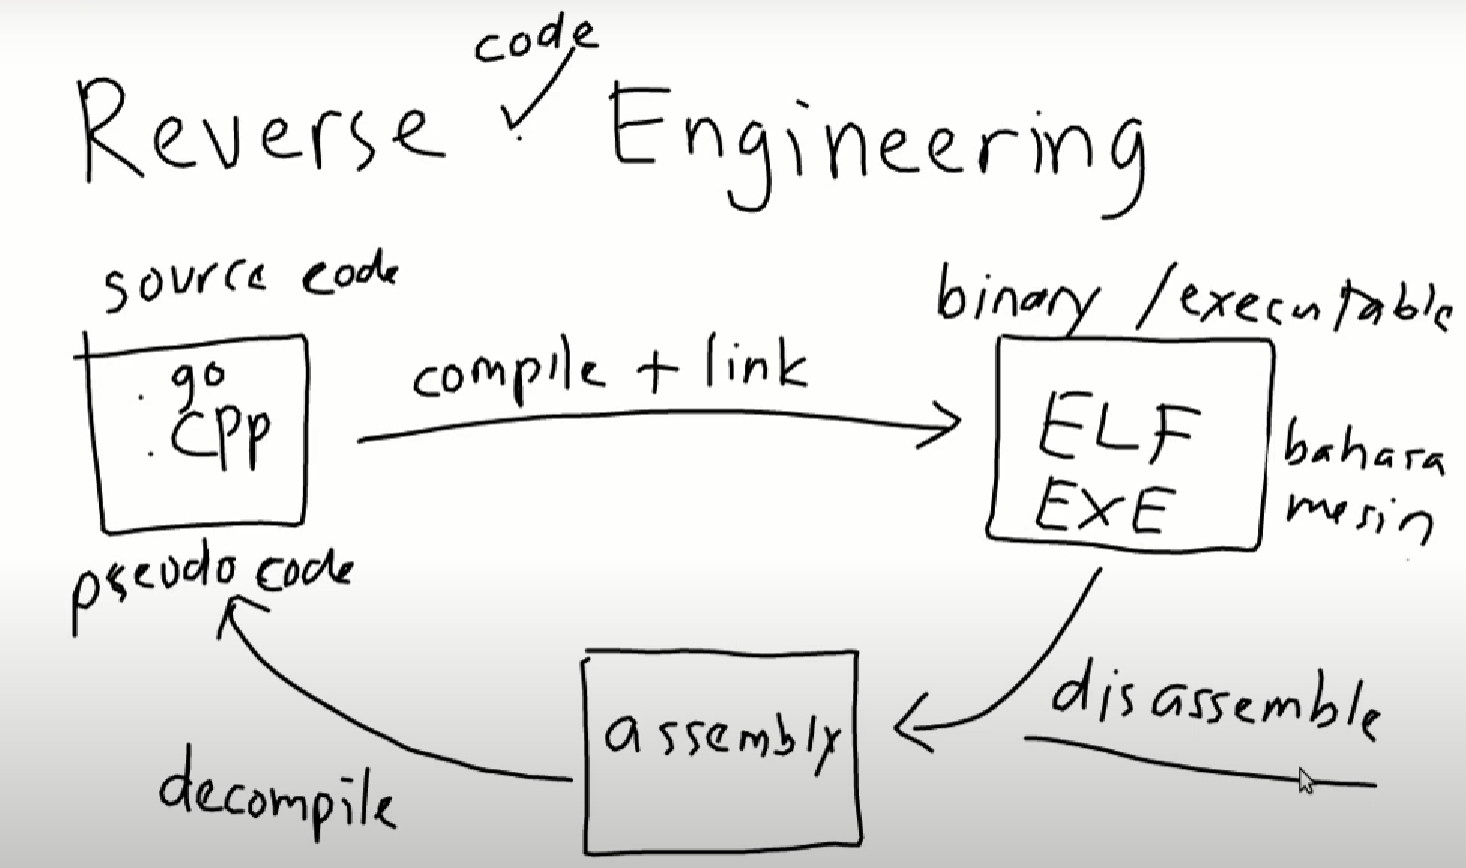 code
Reverse Engineering
source code
binary / executable
.go
.cpp
compile + link
ELF
EXE
bahasa
mesin
pseudo code
assembly
disassemble
decompile